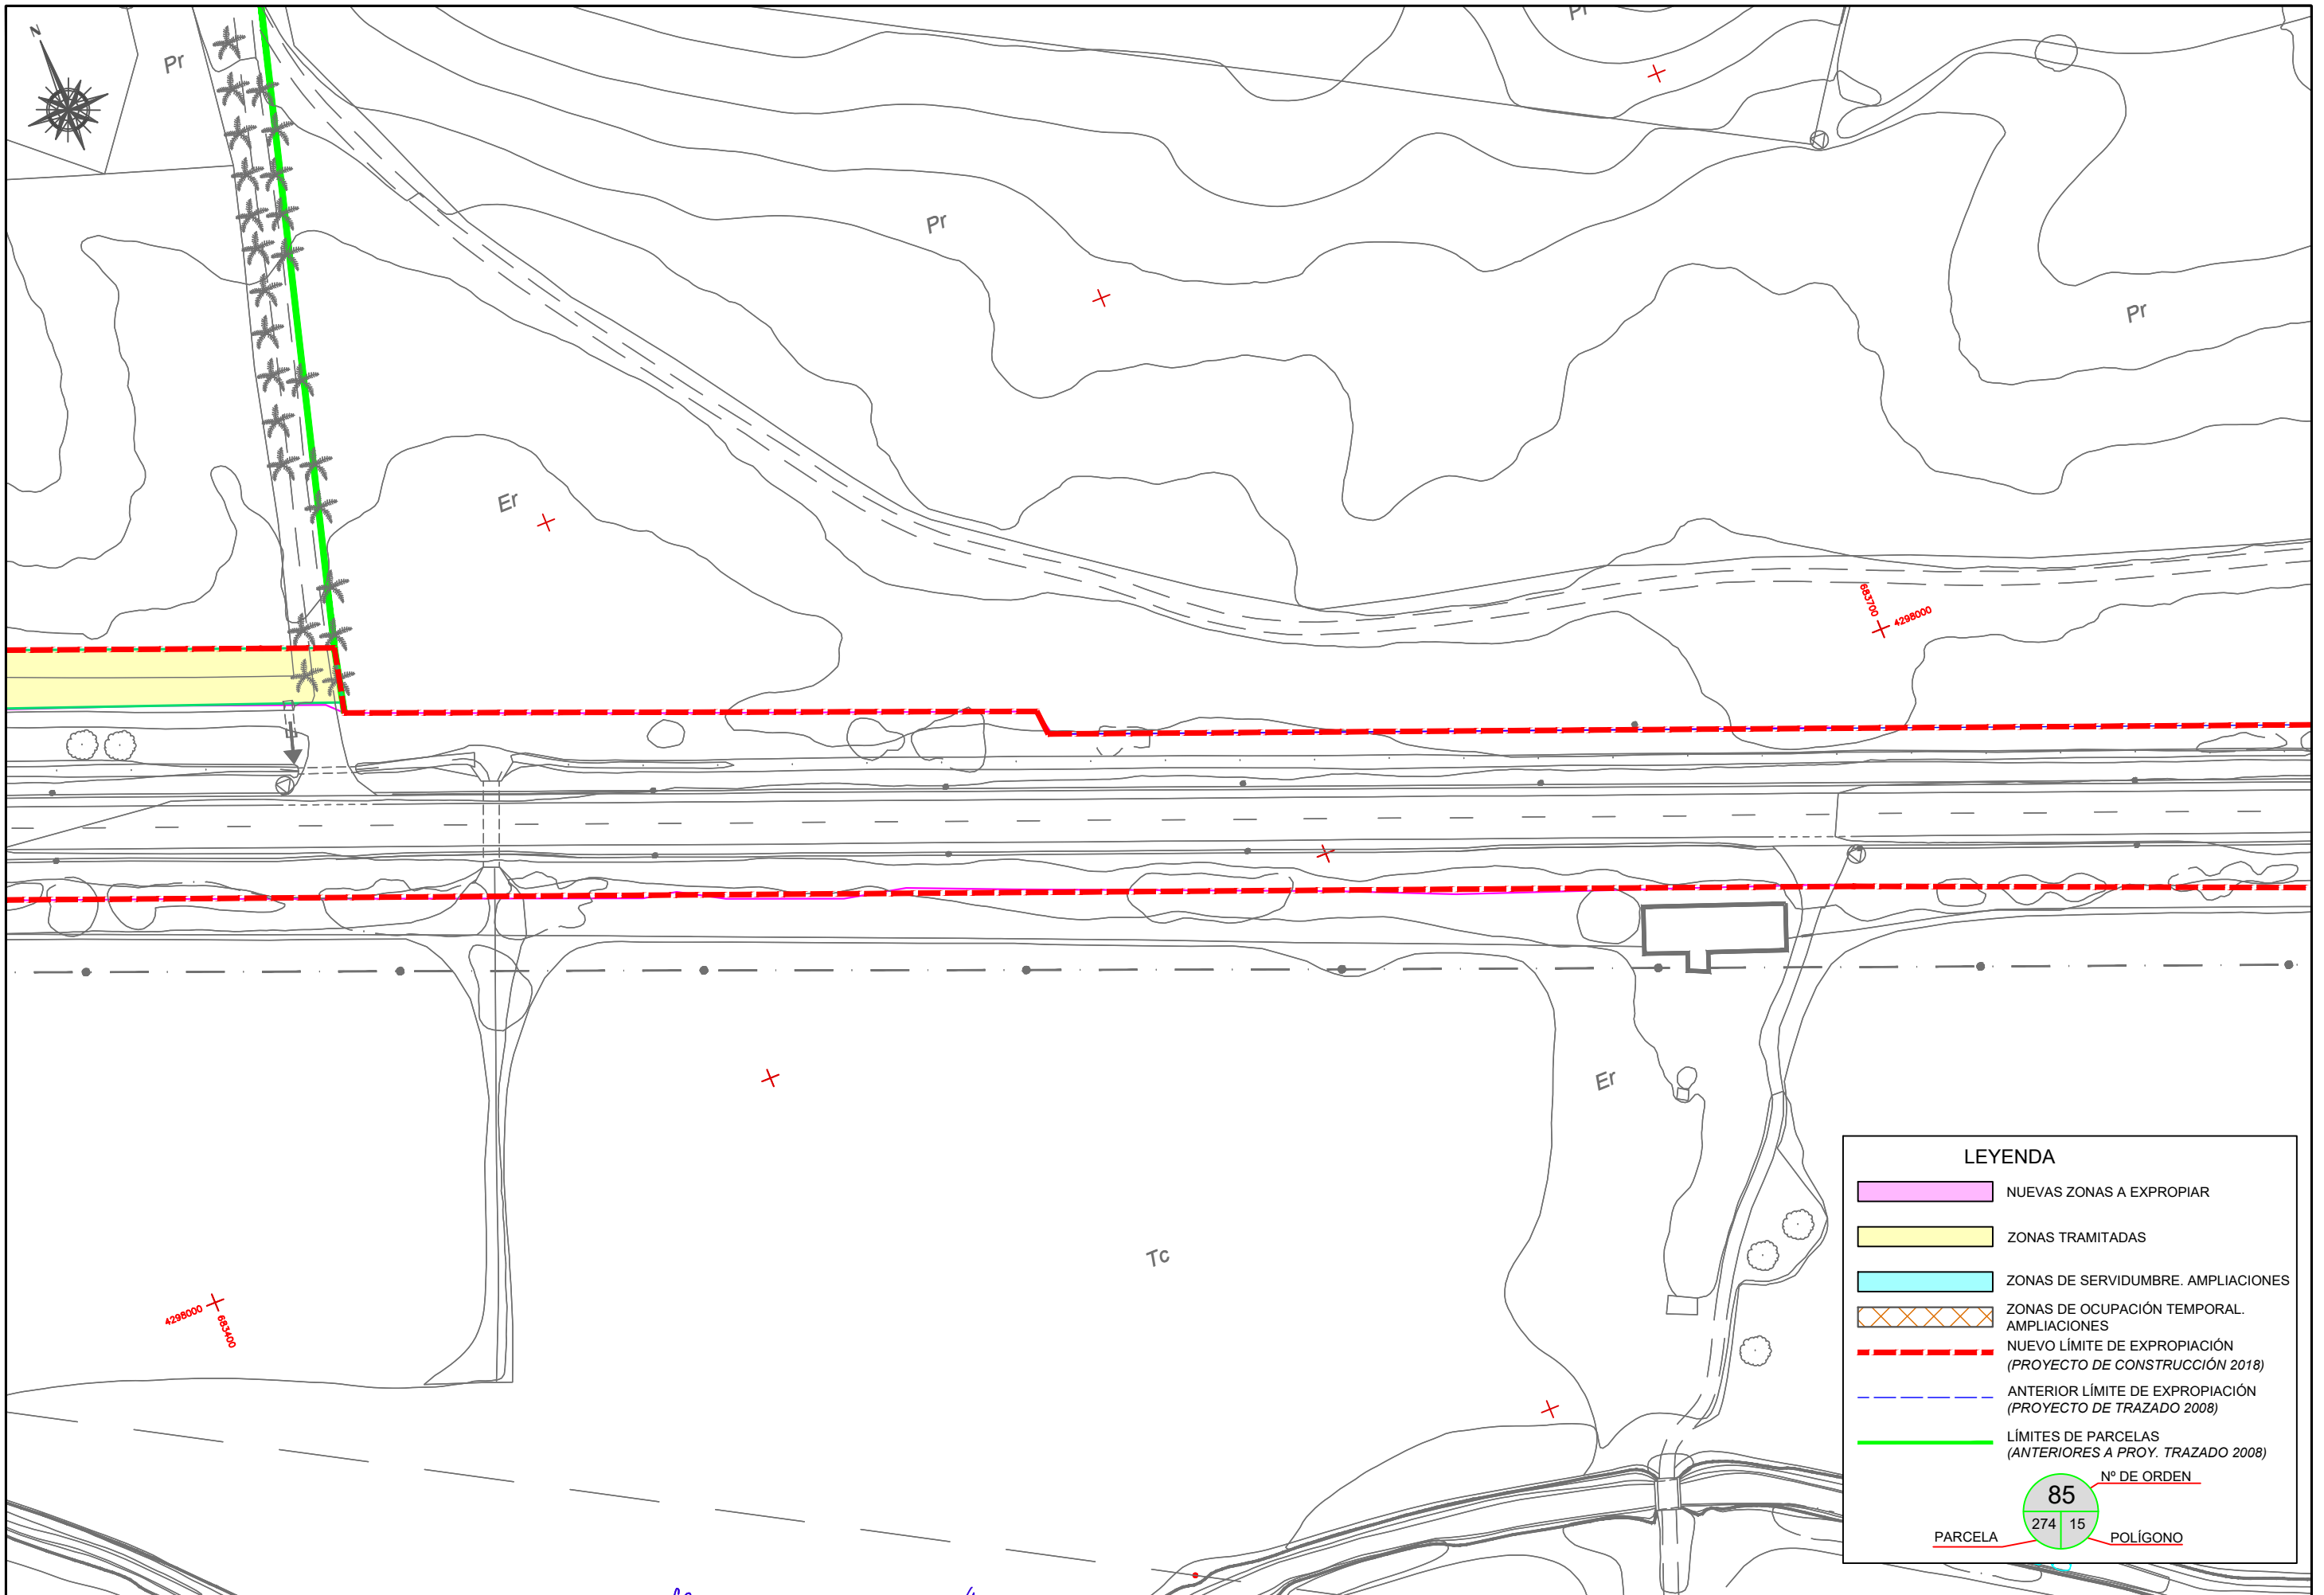 N
Pr
Pr
Pr
Pr
Er
683700
4298000
Er
Tc
4298000
683400
LEYENDA
NUEVAS ZONAS A EXPROPIAR
ZONAS TRAMITADAS
ZONAS DE SERVIDUMBRE. AMPLIACIONES
ZONAS DE OCUPACIÓN TEMPORAL.
AMPLIACIONES
NUEVO LÍMITE DE EXPROPIACIÓN
(PROYECTO DE CONSTRUCCIÓN 2018)
ANTERIOR LÍMITE DE EXPROPIACIÓN
(PROYECTO DE TRAZADO 2008)
LÍMITES DE PARCELAS
(ANTERIORES A PROY. TRAZADO 2008)
Nº DE ORDEN
85
274 15
PARCELA
POLÍGONO